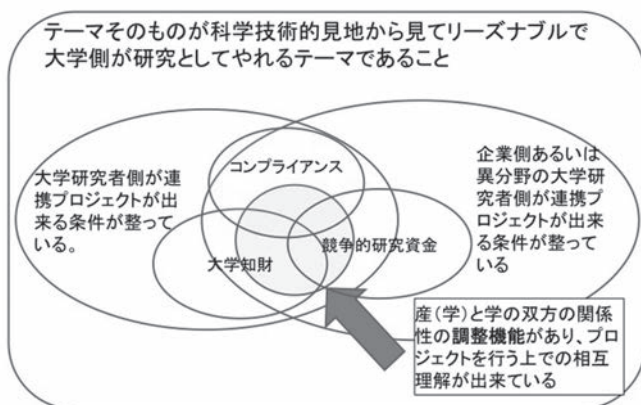 テーマそのものが科学技術的見地から見てリーズナブルで
大学側が研究としてやれるテーマであること
コンプライアンス
大学研究者側が連
携プロジェクトが出
来る条件が整って
いる。
企業側あるいは
異分野の大学研
究者側が連携プ
ロジェクトが出来
る条件が整って
いる
競争的研究資金
大学知財
産(学)と学の双方の関係
性の調整機能があり、プロ
ジェクトを行う上での相互
理解が出来ている